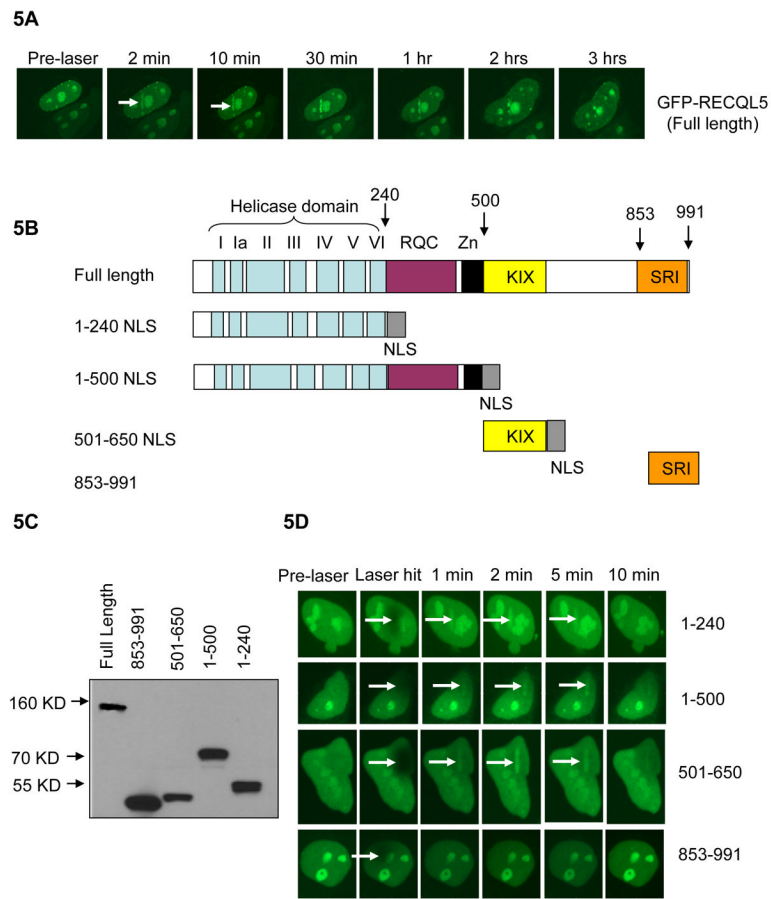 5A
Pre-laser 2 min 10 min 30 min 1 hr 2 hrs 3 hrs
GFP-RECQL5
(Full length)
5B
Helicase domain
240
500
853
991
I Ia II III IV V VI RQC Zn
Full length
KIX
SRI
1-240 NLS
NLS
1-500 NLS
NLS
501-650 NLS
KIX
NLS
853-991
SRI
5C
Full Length
853-991
501-650
1-500
1-240
160 KD
70 KD
55 KD
5D
Pre-laser Laser hit 1 min 2 min 5 min 10 min
1-240
1-500
501-650
853-991